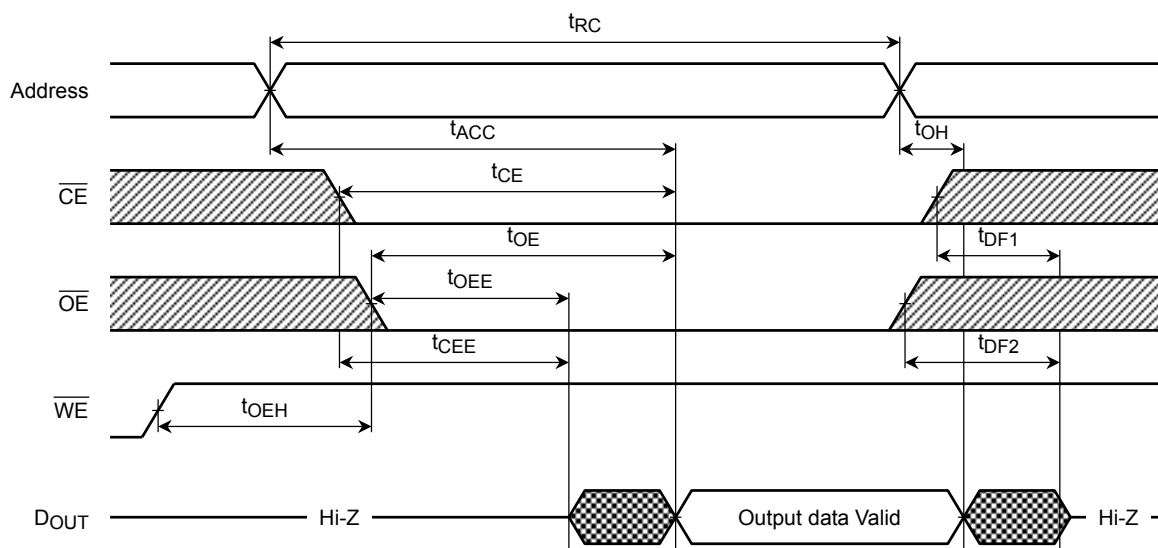 tRC
Address
tACC
tOH
CE
tCE
tOE
tDF1
OE
tOEE
tCEE
tDF2
WE
tOEH
DOUT
Hi-Z
Output data Valid
Hi-Z